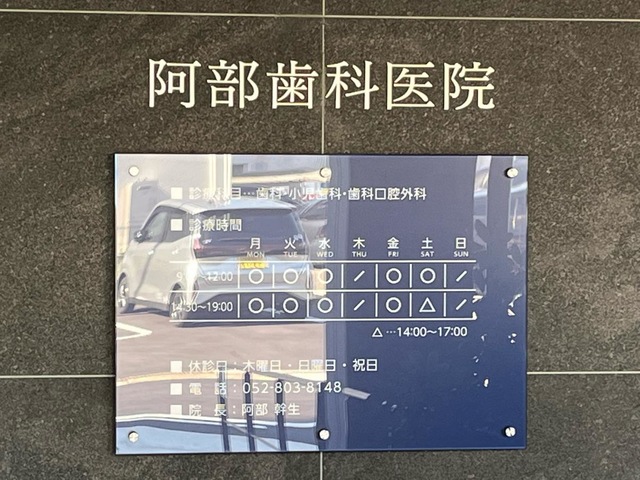 阿部歯科医院
■ 診療科目…歯科・小児歯科・歯科口腔外科
■ 診療時間
月 火 水 木 金 土 日
MON TUE WED THU FRI SAT SUN
12:00 ○ ○ ○ / ○ ○ /
14:30〜19:00 ○ ○ ○ / ○ △ /
△…14:00〜17:00
■ 休診日：木曜日・日曜日・祝日
■ 電　話：052-803-8148
■ 院　長：阿部 幹生